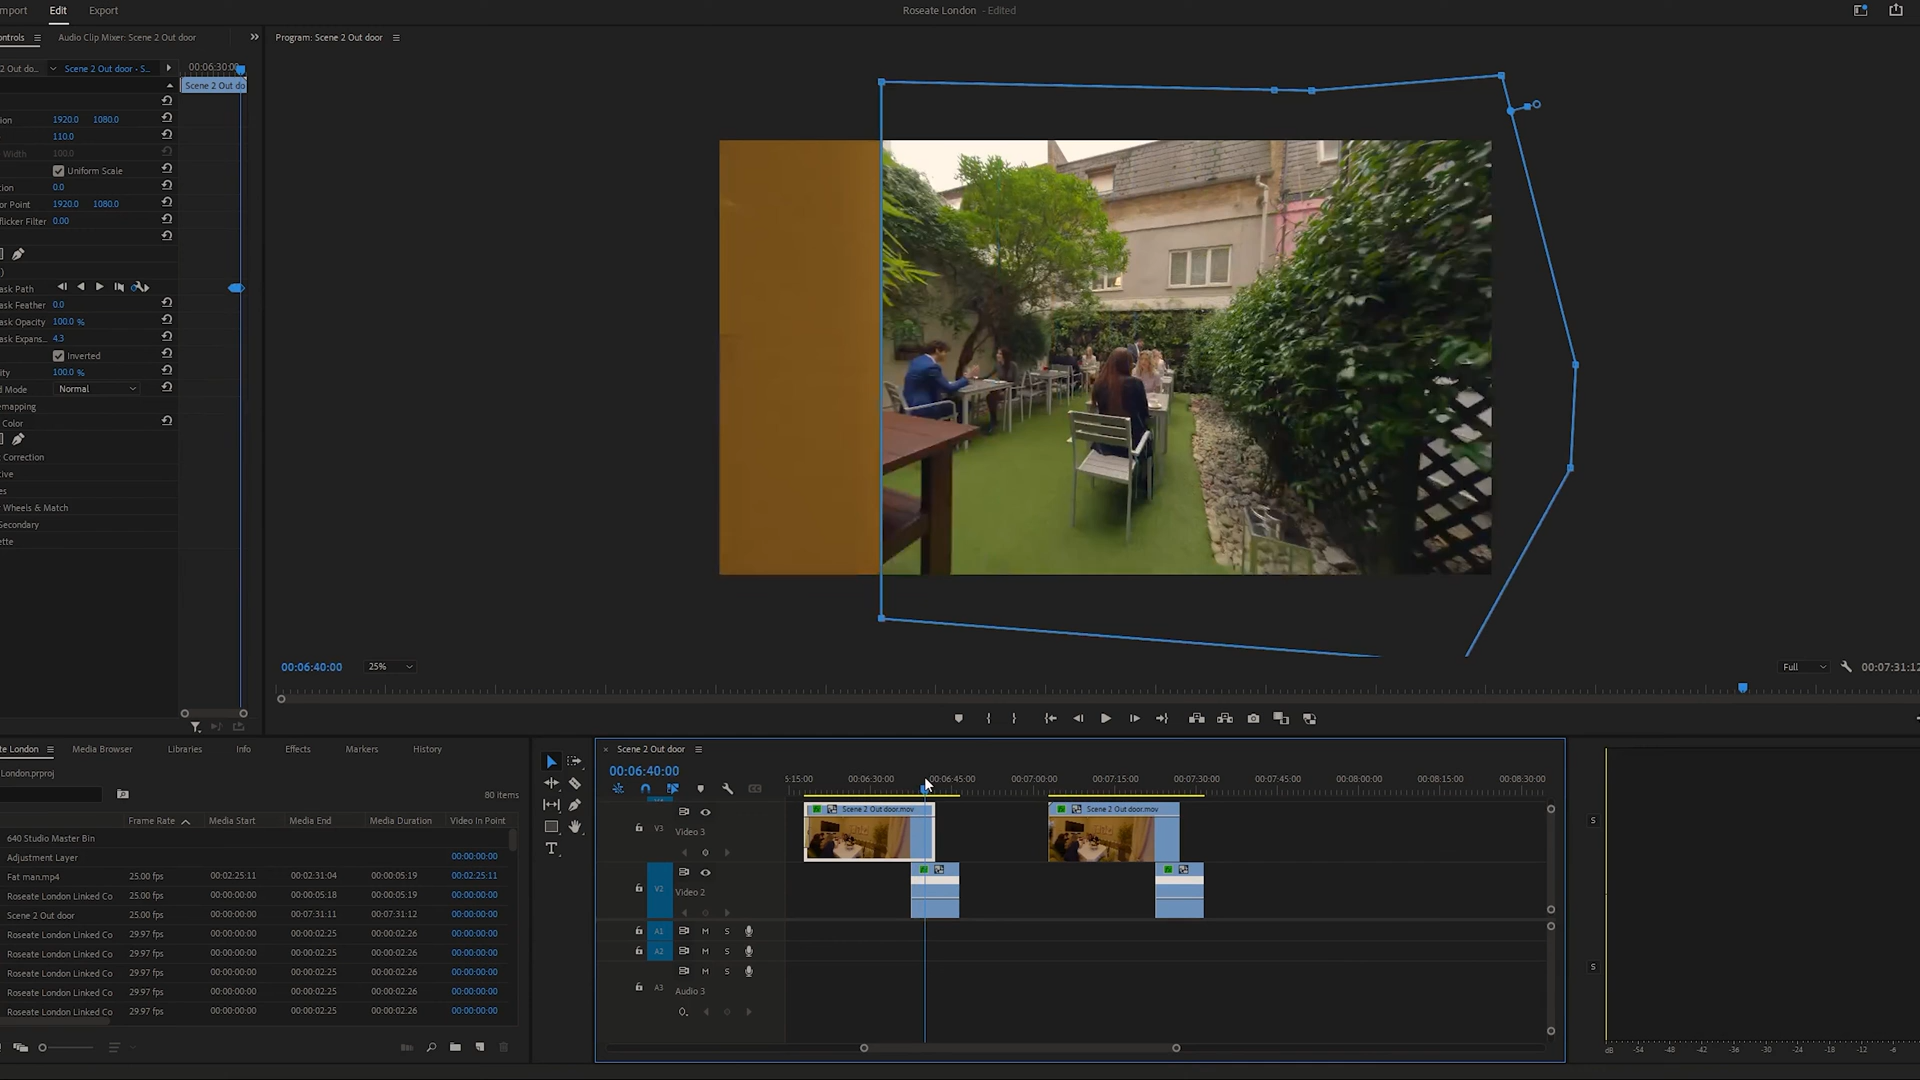 mport
Edit
Export
Roseate London - Edited
ontrols
Audio Clip Mixer: Scene 2 Out door
Program: Scene 2 Out door
2 Out do...
Scene 2 Out door • S...
00:06:30:00
Scene 2 Out do
tion
1920.0
1080.0
110.0
Width
100.0
Uniform Scale
tion
0.0
or Point
1920.0
1080.0
flicker Filter
0.00
)
ask Path
ask Feather
0.0
ask Opacity
100.0 %
ask Expans...
4.3
Inverted
ity
100.0 %
d Mode
Normal
emapping
Color
t Correction
tive
es
Wheels & Match
Secondary
ette
00:06:40:00
25%
Full
00:07:31:12
te London
Media Browser
Libraries
Info
Effects
Markers
History
London.prproj
80 items
Frame Rate
Media Start
Media End
Media Duration
Video In Point
640 Studio Master Bin
Adjustment Layer
00:00:00:00
Fat man.mp4
25.00 fps
00:02:25:11
00:02:31:04
00:00:05:19
00:02:25:11
Roseate London Linked Co
25.00 fps
00:00:00:00
00:00:05:18
00:00:05:19
00:00:00:00
Scene 2 Out door
25.00 fps
00:00:00:00
00:07:31:11
00:07:31:12
00:00:00:00
Roseate London Linked Co
29.97 fps
00:00:00:00
00:00:02:25
00:00:02:26
00:00:00:00
Roseate London Linked Co
29.97 fps
00:00:00:00
00:00:02:25
00:00:02:26
00:00:00:00
Roseate London Linked Co
29.97 fps
00:00:00:00
00:00:02:25
00:00:02:26
00:00:00:00
Roseate London Linked Co
29.97 fps
00:00:00:00
00:00:02:25
00:00:02:26
00:00:00:00
Roseate London Linked Co
29.97 fps
00:00:00:00
00:00:02:25
00:00:02:26
00:00:00:00
Scene 2 Out door
00:06:40:00
5:15:00
00:06:30:00
00:06:45:00
00:07:00:00
00:07:15:00
00:07:30:00
00:07:45:00
00:08:00:00
00:08:15:00
00:08:30:00
V3
Video 3
fx
Scene 2 Out door.mov
fx
Scene 2 Out door.mov
V2
Video 2
fx
fx
A1
M
S
A2
M
S
A3
M
S
Audio 3
S
S
dB
-54
-48
-42
-36
-30
-24
-18
-12
-6